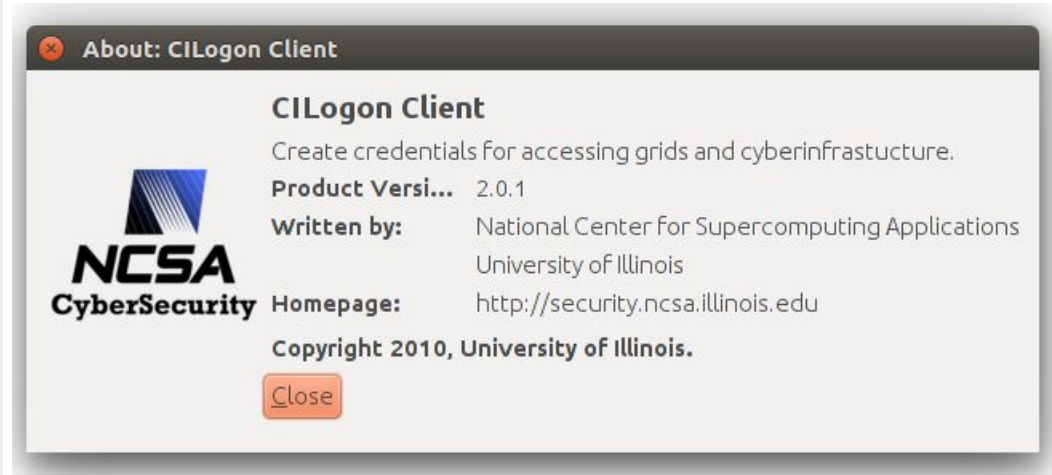 About: CILogon Client
CILogon Client
Create credentials for accessing grids and cyberinfrastucture.
Product Versi... 2.0.1
Written by: National Center for Supercomputing Applications
University of Illinois
NCSA
CyberSecurity
Homepage: http://security.ncsa.illinois.edu
Copyright 2010, University of Illinois.
Close